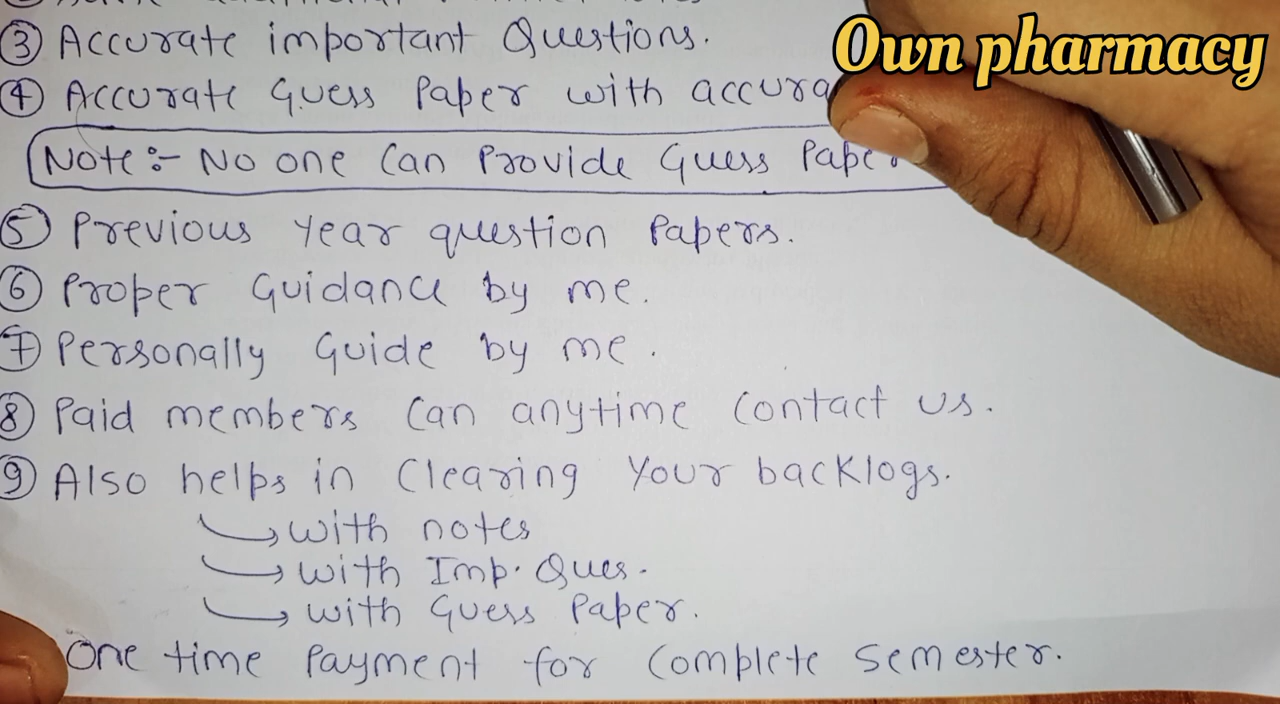 Own pharmacy
③ Accurate important Questions.
④ Accurate Guess Paper with accura
Note :- No one Can Provide Guess Paper
⑤ Previous Year question Papers.
⑥ Proper Guidance by me.
⑦ Personally Guide by me.
⑧ Paid members Can anytime Contact us.
⑨ Also helps in Clearing Your backlogs.
↳ with notes
↳ with Imp. Ques.
↳ with Guess Paper.
One time Payment for Complete Semester.